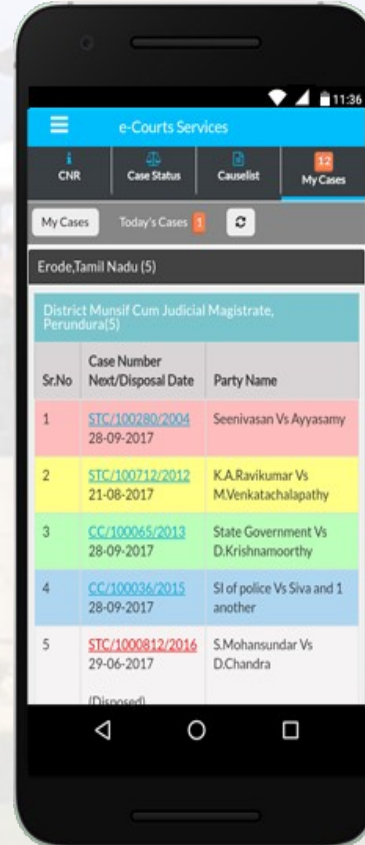 11:36
e-Courts Services
CNR
Case Status
Causelist
12
My Cases
My Cases
Today's Cases 1
Erode,Tamil Nadu (5)
District Munsif Cum Judicial Magistrate,
Perundura(5)
Sr.No
Case Number
Next/Disposal Date
Party Name
1
STC/100280/2004
28-09-2017
Seenivasan Vs Ayyasamy
2
STC/100712/2012
21-08-2017
K.A.Ravikumar Vs
M.Venkatachalapathy
3
CC/100065/2013
28-09-2017
State Government Vs
D.Krishnamoorthy
4
CC/100036/2015
28-09-2017
SI of police Vs Siva and 1
another
5
STC/1000812/2016
29-06-2017
(Disposed)
S.Mohansundar Vs
D.Chandra